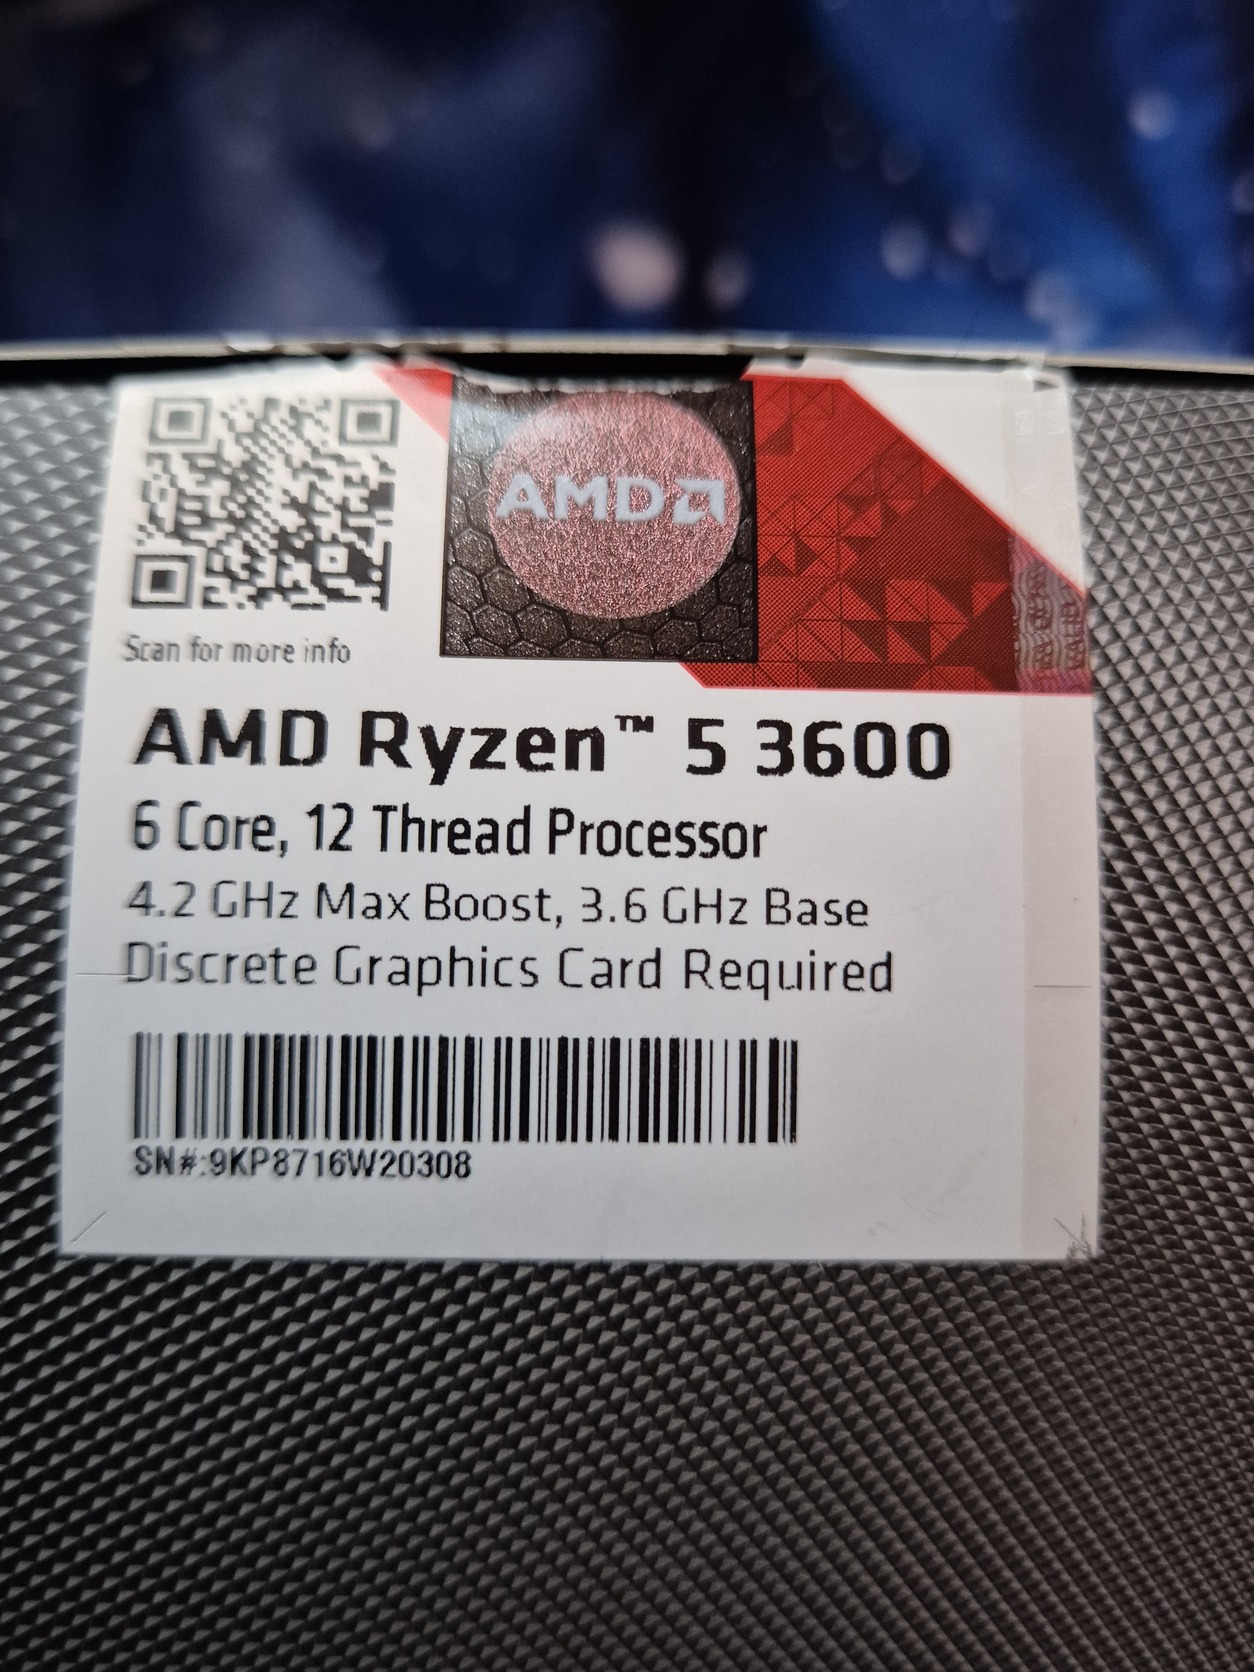 AMD
Scan for more info
AMD Ryzen™ 5 3600
6 Core, 12 Thread Processor
4.2 GHz Max Boost, 3.6 GHz Base
Discrete Graphics Card Required
SN#:9KP8716W20308